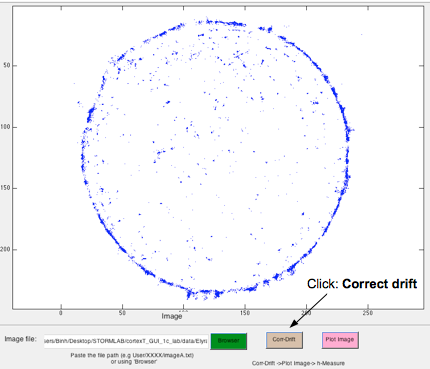 50
100
150
200
0
50
100
150
200
250
Image
Click: Correct drift
Image file:
sers/Binh/Desktop/STORMLAB/cortexT_GUI_1c_lab/data/Elys
Browser
Corr-Drift
Plot Image
Paste the file path (e.g User/XXXX/ImageA.txt)
or using 'Browser'
Corr-Drift ->Plot Image-> h-Measure